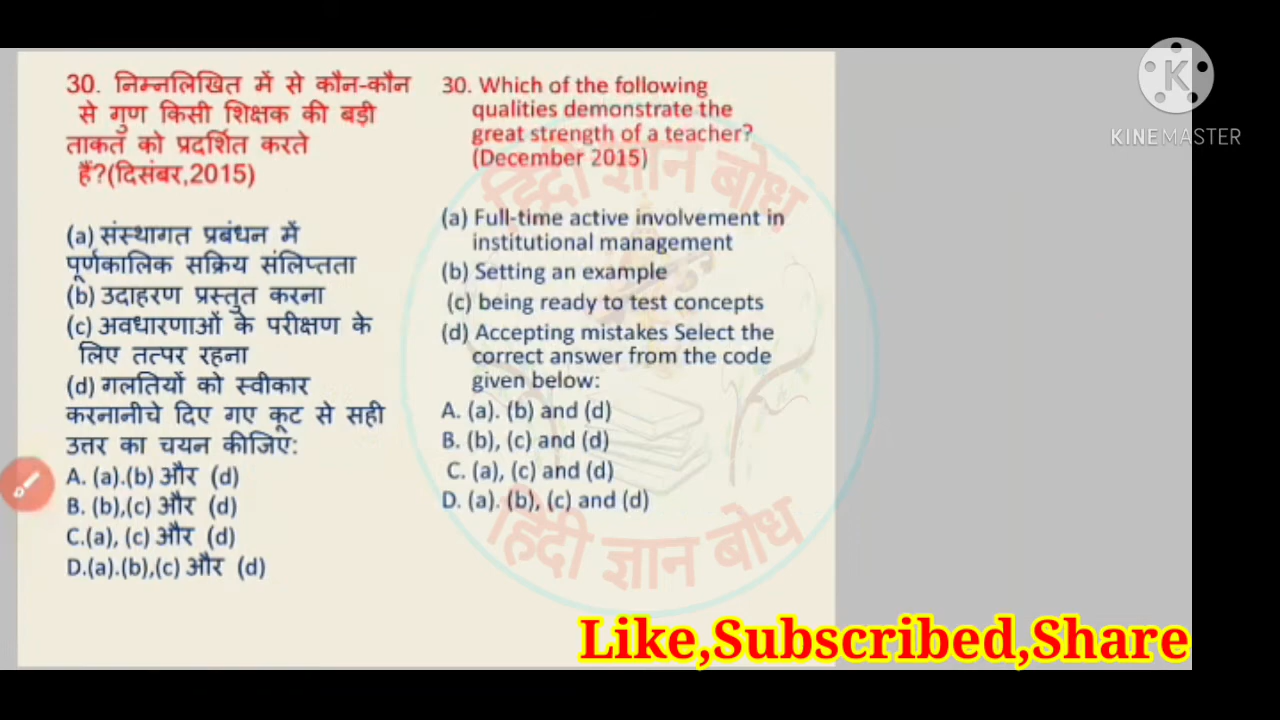 30. निम्नलिखित में से कौन-कौन
से गुण किसी शिक्षक की बड़ी
ताकत को प्रदर्शित करते
हैं?(दिसंबर,2015)
(a) संस्थागत प्रबंधन में
पूर्णकालिक सक्रिय संलिप्तता
(b) उदाहरण प्रस्तुत करना
(c) अवधारणाओं के परीक्षण के
लिए तत्पर रहना
(d) गलतियों को स्वीकार
करनानीचे दिए गए कूट से सही
उत्तर का चयन कीजिए:
A. (a).(b) और (d)
B. (b),(c) और (d)
C.(a), (c) और (d)
D.(a).(b),(c) और (d)
30. Which of the following
qualities demonstrate the
great strength of a teacher?
(December 2015)
(a) Full-time active involvement in
institutional management
(b) Setting an example
(c) being ready to test concepts
(d) Accepting mistakes Select the
correct answer from the code
given below:
A. (a). (b) and (d)
B. (b), (c) and (d)
C. (a), (c) and (d)
D. (a). (b), (c) and (d)
हिंदी ज्ञान बोध
हिंदी ज्ञान बोध
K
KINEMASTER
Like,Subscribed,Share